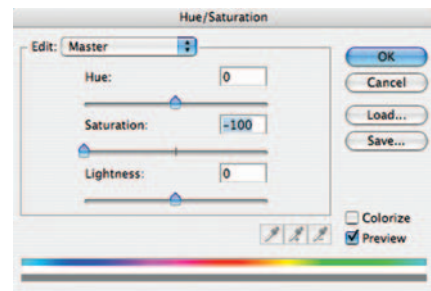 Hue/Saturation
Edit: Master
OK
Hue: 0
Cancel
Load...
Saturation: -100
Save...
Lightness: 0
Colorize
Preview